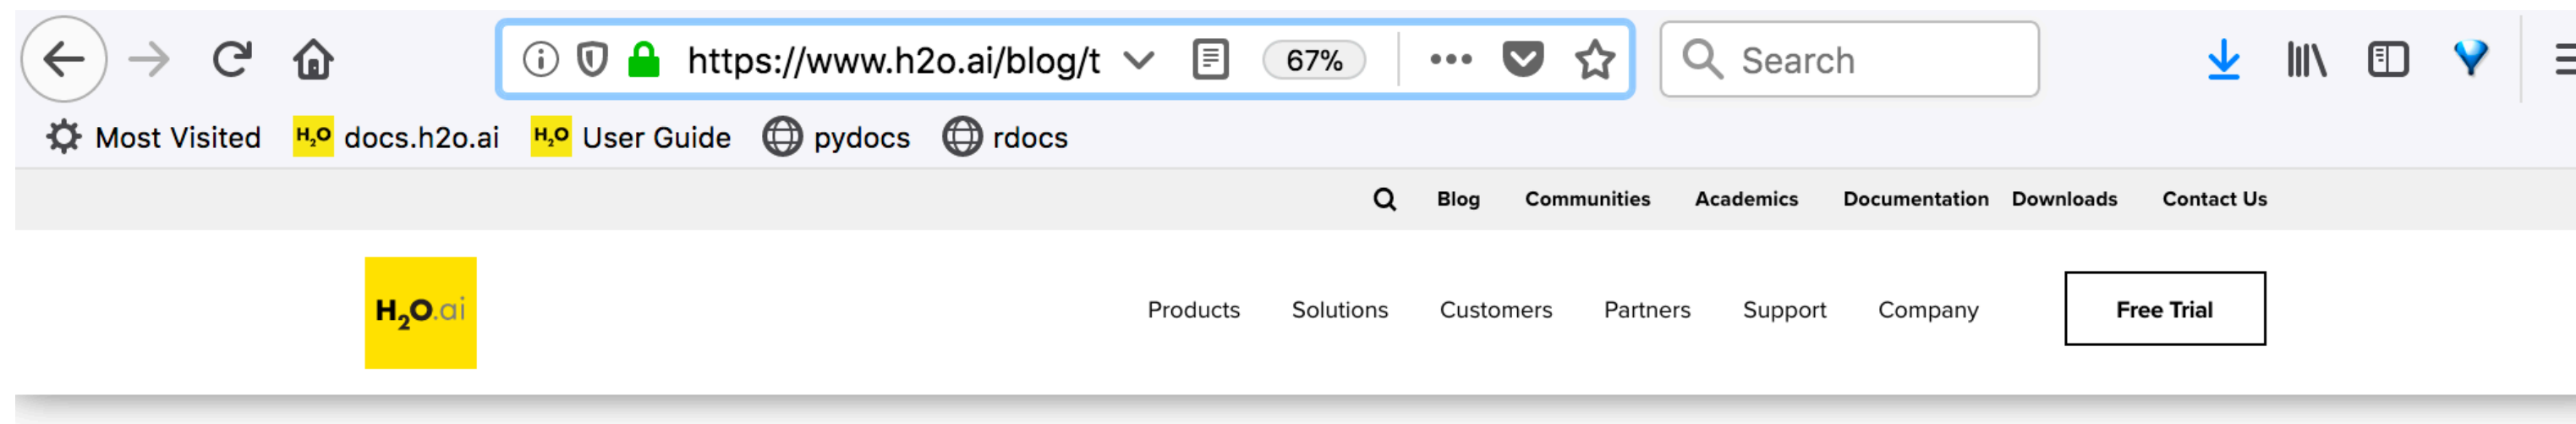 https://www.h2o.ai/blog/t 67% Search
Most Visited H2O docs.h2o.ai H2O User Guide pydocs rdocs
Blog Communities Academics Documentation Downloads Contact Us
H2O.ai Products Solutions Customers Partners Support Company Free Trial